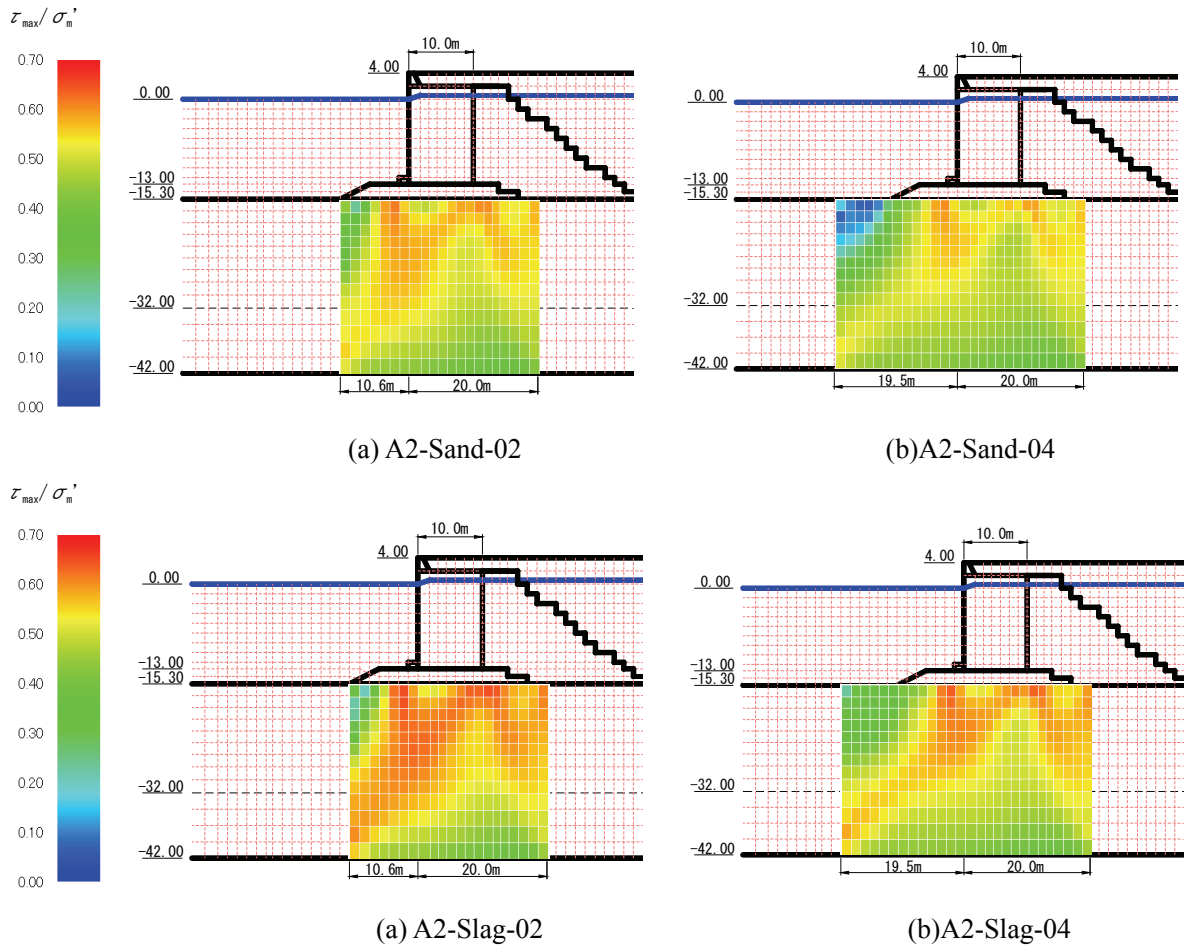 τmax/σm'
0.70
0.60
0.50
0.40
0.30
0.20
0.10
0.00
10.0m
4.00
0.00
-13.00
-15.30
-32.00
-42.00
10.6m
20.0m
(a) A2-Sand-02
10.0m
4.00
0.00
-13.00
-15.30
-32.00
-42.00
19.5m
20.0m
(b)A2-Sand-04
τmax/σm'
0.70
0.60
0.50
0.40
0.30
0.20
0.10
0.00
10.0m
4.00
0.00
-13.00
-15.30
-32.00
-42.00
10.6m
20.0m
(a) A2-Slag-02
10.0m
4.00
0.00
-13.00
-15.30
-32.00
-42.00
19.5m
20.0m
(b)A2-Slag-04